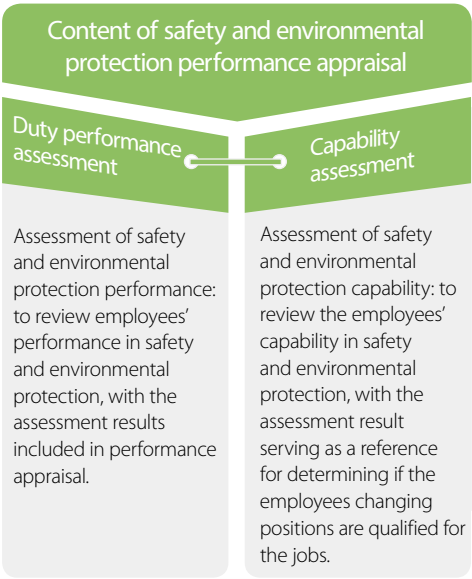 Content of safety and environmental
protection performance appraisal
Duty performance
assessment
Assessment of safety
and environmental
protection performance:
to review employees’
performance in safety
and environmental
protection, with the
assessment results
included in performance
appraisal.
Capability
assessment
Assessment of safety
and environmental
protection capability: to
review the employees’
capability in safety
and environmental
protection, with the
assessment result
serving as a reference
for determining if the
employees changing
positions are qualified for
the jobs.